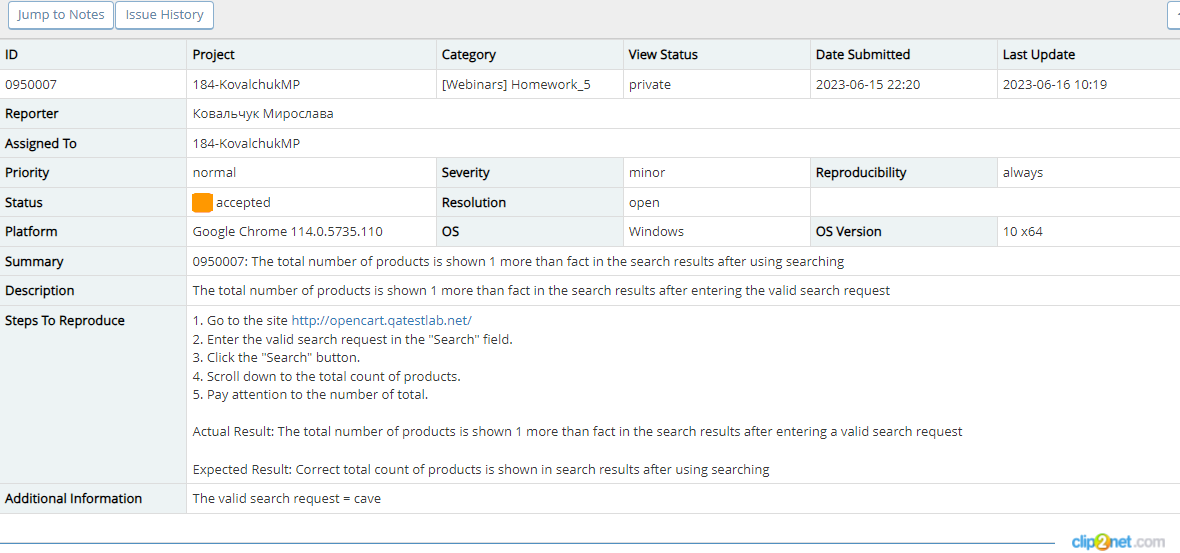 Jump to Notes Issue History
ID Project Category View Status Date Submitted Last Update
0950007 184-KovalchukMP [Webinars] Homework_5 private 2023-06-15 22:20 2023-06-16 10:19
Reporter Ковальчук Мирослава
Assigned To 184-KovalchukMP
Priority normal Severity minor Reproducibility always
Status accepted Resolution open
Platform Google Chrome 114.0.5735.110 OS Windows OS Version 10 x64
Summary 0950007: The total number of products is shown 1 more than fact in the search results after using searching
Description The total number of products is shown 1 more than fact in the search results after entering the valid search request
Steps To Reproduce 1. Go to the site http://opencart.qatestlab.net/
2. Enter the valid search request in the "Search" field.
3. Click the "Search" button.
4. Scroll down to the total count of products.
5. Pay attention to the number of total.
Actual Result: The total number of products is shown 1 more than fact in the search results after entering a valid search request
Expected Result: Correct total count of products is shown in search results after using searching
Additional Information The valid search request = cave
clip2net.com